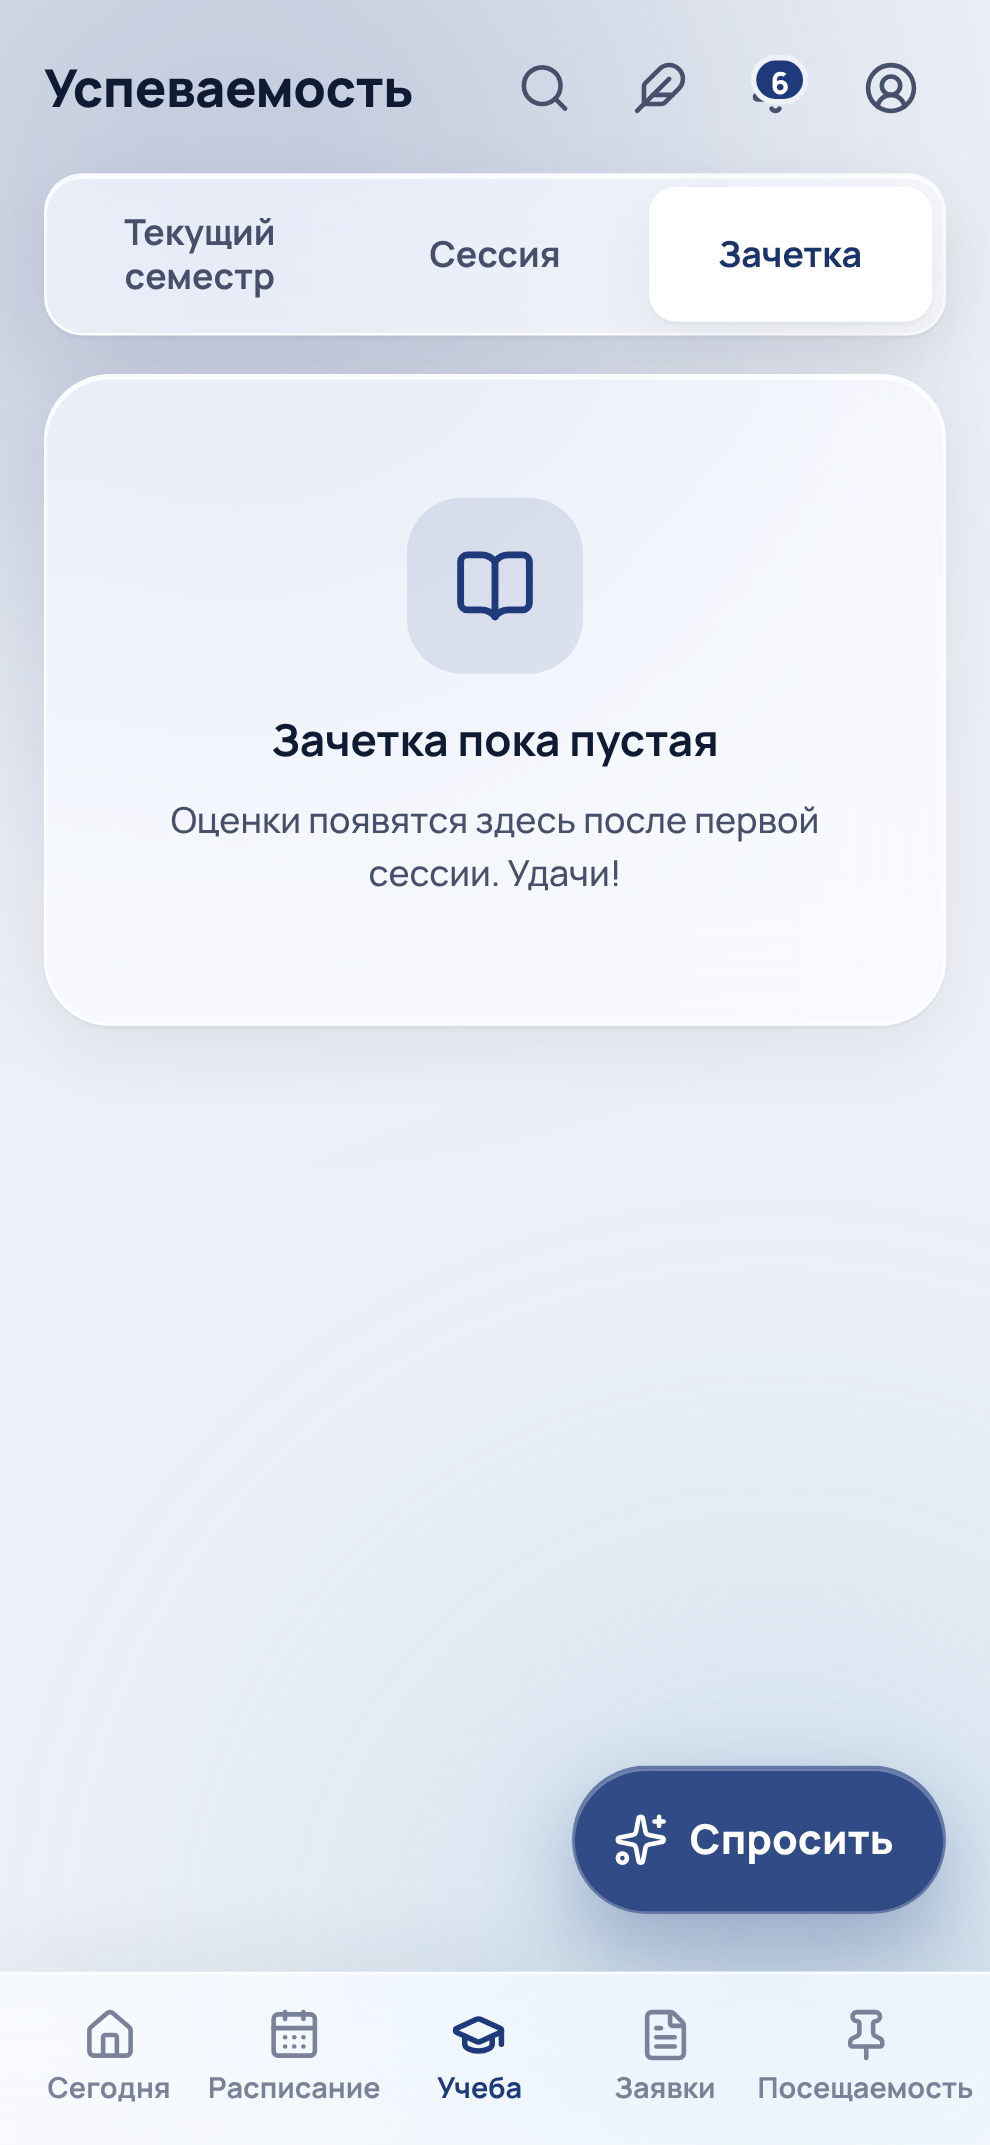 Успеваемость
6
Текущий
семестр
Сессия
Зачетка
Зачетка пока пустая
Оценки появятся здесь после первой
сессии. Удачи!
Спросить
Сегодня
Расписание
Учеба
Заявки
Посещаемость